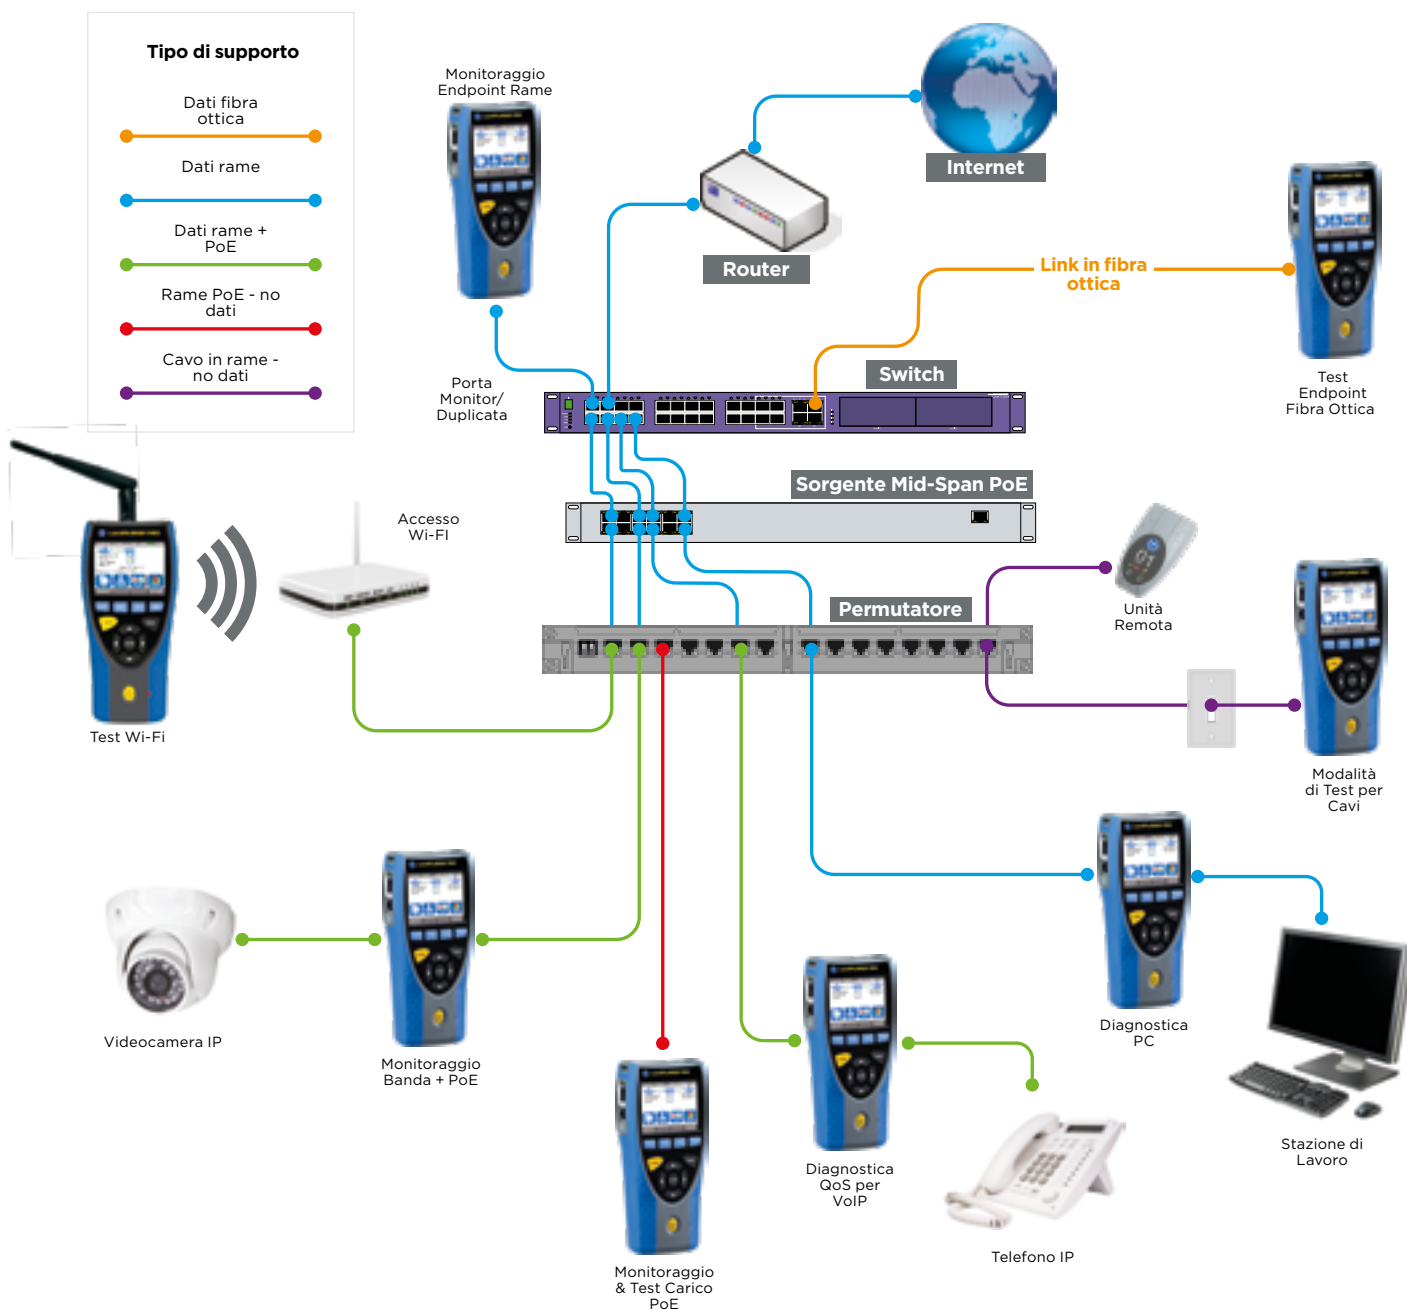 Tipo di supporto
Dati fibra
ottica
Dati rame
Dati rame +
PoE
Rame PoE - no
dati
Cavo in rame -
no dati
Monitoraggio
Endpoint Rame
Internet
Router
Link in fibra
ottica
Test
Endpoint
Fibra Ottica
Porta
Monitor/
Duplicata
Switch
Sorgente Mid-Span PoE
Accesso
Wi-FI
Test Wi-Fi
Permutatore
01
Unità
Remota
Modalità
di Test per
Cavi
Videocamera IP
Monitoraggio
Banda + PoE
Monitoraggio
& Test Carico
PoE
Diagnostica
QoS per
VoIP
Telefono IP
Diagnostica
PC
Stazione di
Lavoro